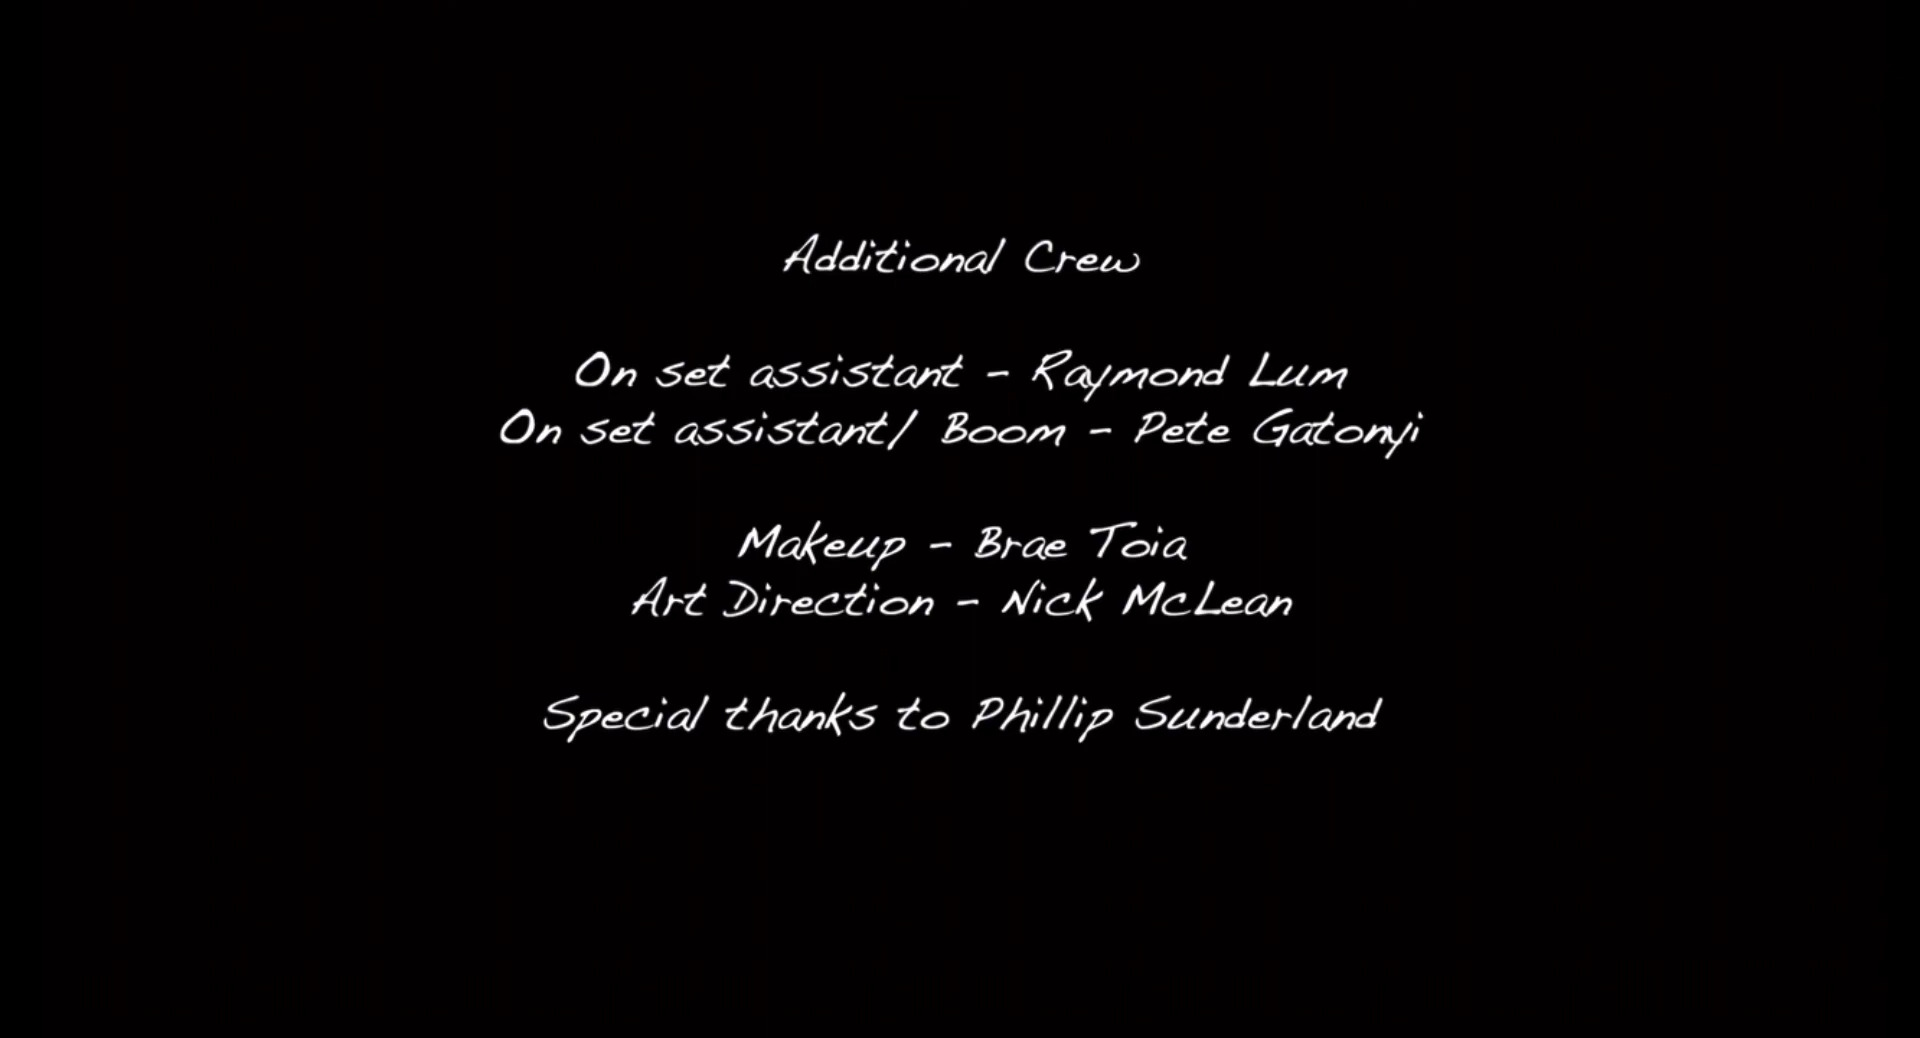 Additional Crew
On set assistant - Raymond Lum
On set assistant/ Boom - Pete Gatonyi
Makeup - Brae Toia
Art Direction - Nick McLean
Special thanks to Phillip Sunderland